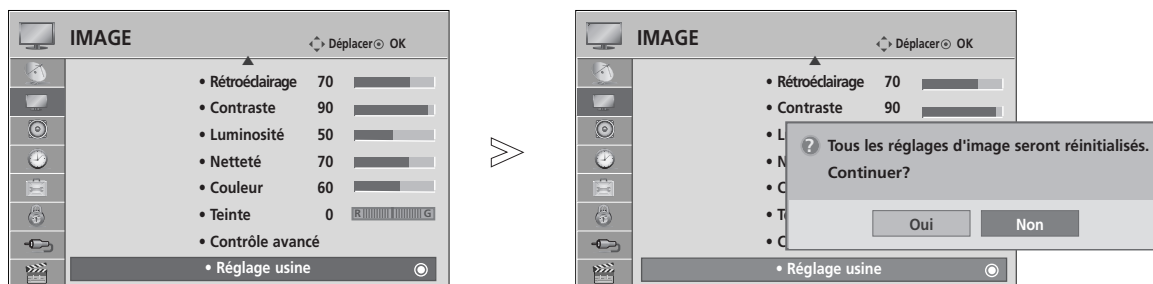 IMAGE
Déplacer OK
• Rétroéclairage 70
• Contraste 90
• Luminosité 50
• Netteté 70
• Couleur 60
• Teinte 0 R G
• Contrôle avancé
• Réglage usine
IMAGE
Déplacer OK
• Rétroéclairage 70
• Contraste 90
• L
• N
• C
• T
• C
• Réglage usine
? Tous les réglages d'image seront réinitialisés.
Continuer?
Oui Non